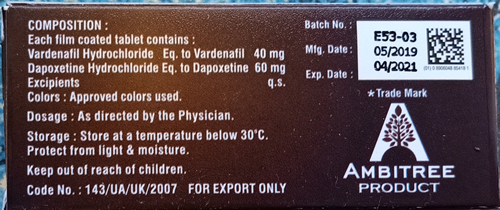 COMPOSITION :
Each film coated tablet contains :
Vardenafil Hydrochloride Eq. to Vardenafil 40 mg
Dapoxetine Hydrochloride Eq. to Dapoxetine 60 mg
Excipients q.s.
Colors : Approved colors used.
Dosage : As directed by the Physician.
Storage : Store at a temperature below 30°C.
Protect from light & moisture.
Keep out of reach of children.
Code No. : 143/UA/UK/2007 FOR EXPORT ONLY
Batch No. : E53-03
Mfg. Date : 05/2019
Exp. Date : 04/2021
*Trade Mark
AMBITREE
PRODUCT